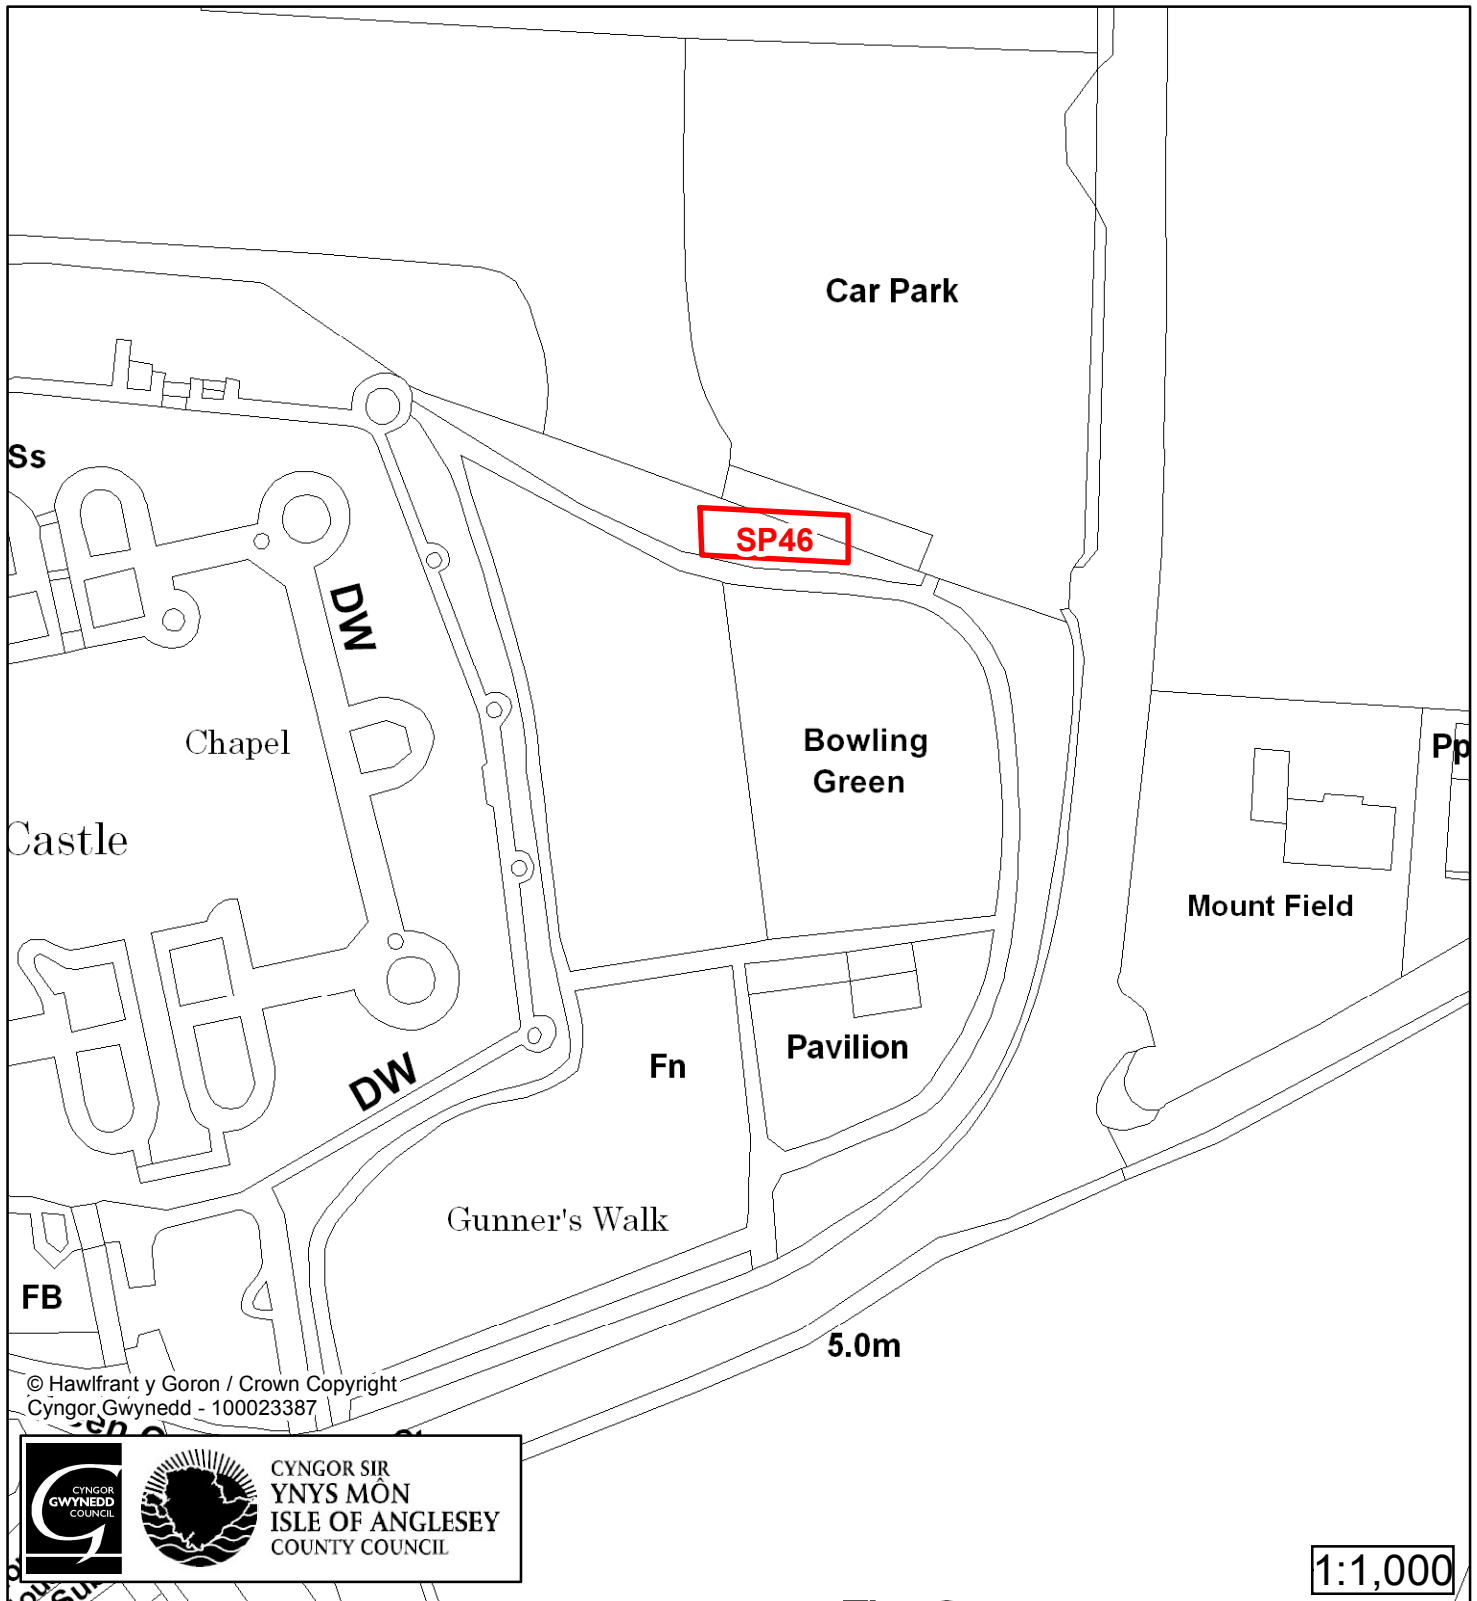 Car Park
Ss
SP46
DW
Chapel
Bowling
Green
Castle
Mount Field
Pavilion
Fn
DW
Gunner's Walk
FB
5.0m
© Hawlfrant y Goron / Crown Copyright
Cyngor Gwynedd - 100023387
CYNGOR
GWYNEDD
COUNCIL
CYNGOR SIR
YNYS MÔN
ISLE OF ANGLESEY
COUNTY COUNCIL
1:1,000